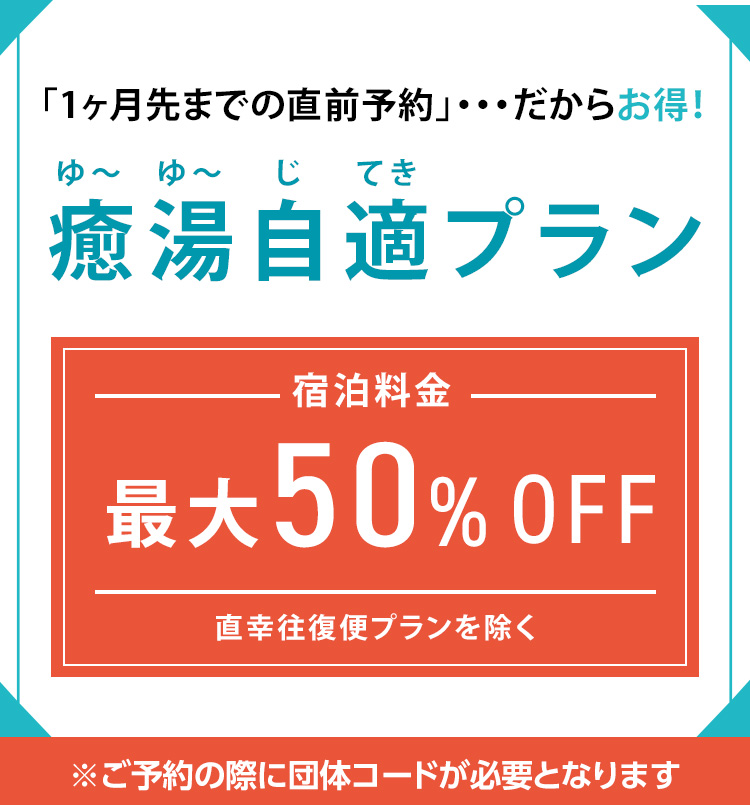 「1ヶ月先までの直前予約」・・・だからお得！
ゆ～ ゆ～ じ てき
癒湯自適プラン
宿泊料金
最大50% OFF
直幸往復便プランを除く
※ご予約の際に団体コードが必要となります